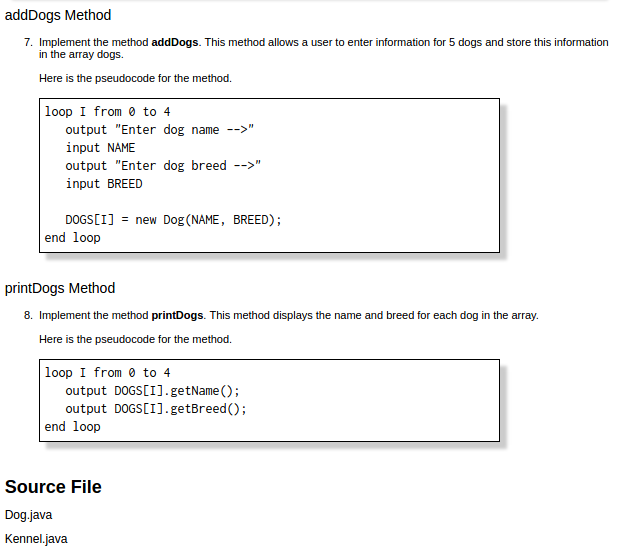 addDogs Method
7. Implement the method addDogs. This method allows a user to enter information for 5 dogs and store this information
in the array dogs.
Here is the pseudocode for the method.
loop I from 0 to 4
output "Enter dog name -->"
input NAME
output "Enter dog breed -->"
input BREED
DOGS[I] = new Dog(NAME, BREED);
end loop
printDogs Method
8. Implement the method printDogs. This method displays the name and breed for each dog in the array.
Here is the pseudocode for the method.
loop I from 0 to 4
output DOGS[I].getName();
output DOGS[I].getBreed();
end loop
Source File
Dog.java
Kennel.java